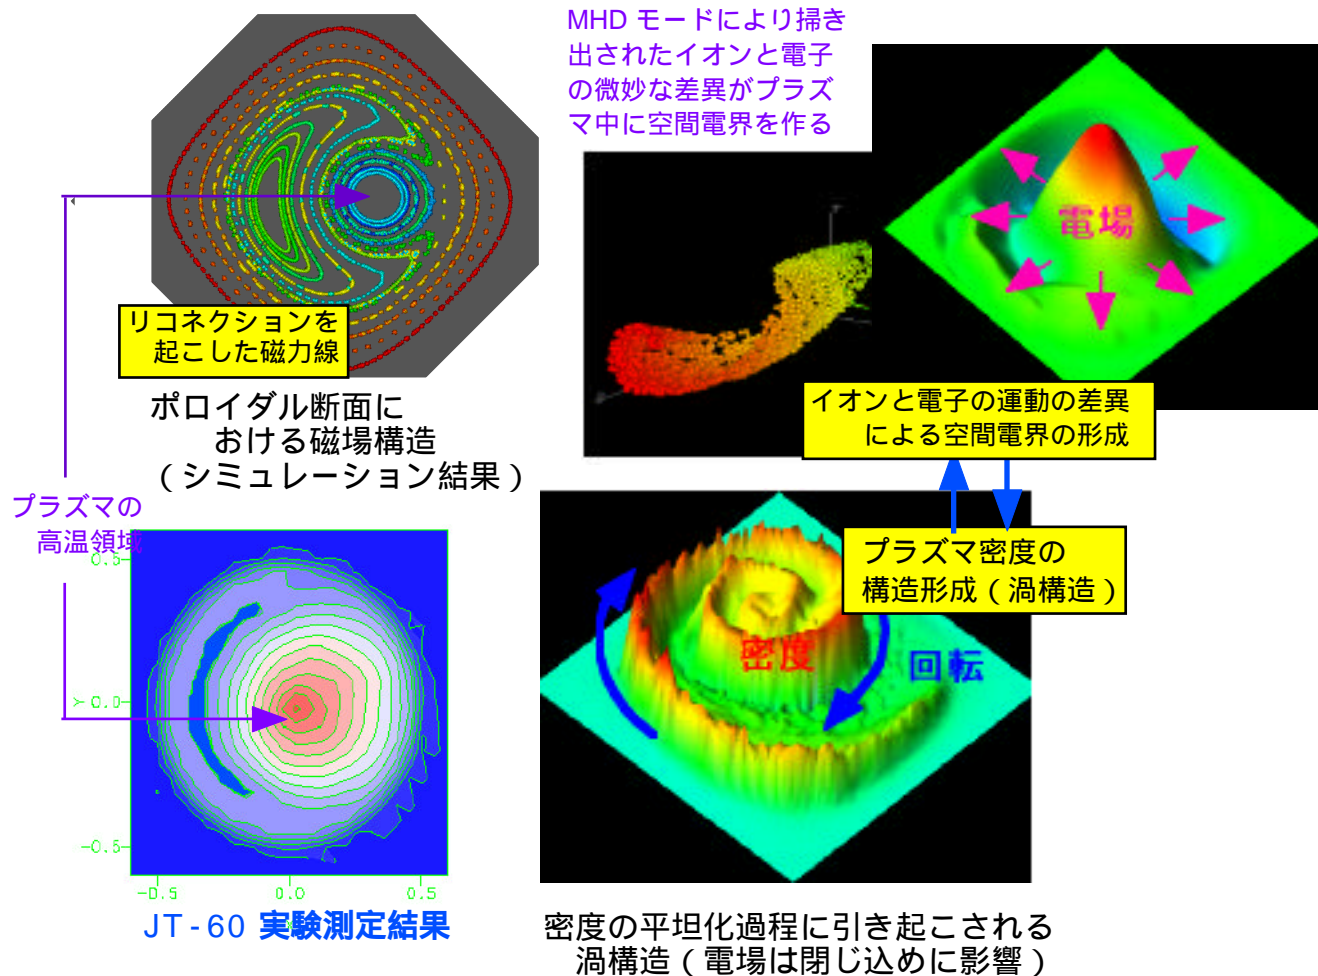 MHD モードにより掃き
出されたイオンと電子
の微妙な差異がプラズ
マ中に空間電界を作る
電場
リコネクションを
起こした磁力線
ポロイダル断面に
おける磁場構造
（シミュレーション結果）
イオンと電子の運動の差異
による空間電界の形成
プラズマの
高温領域
プラズマ密度の
構造形成（渦構造）
密度
回転
0.5
Y 0.0
-0.5
-0.5 0.0 0.5
JT-60 実験測定結果
密度の平坦化過程に引き起こされる
渦構造（電場は閉じ込めに影響）